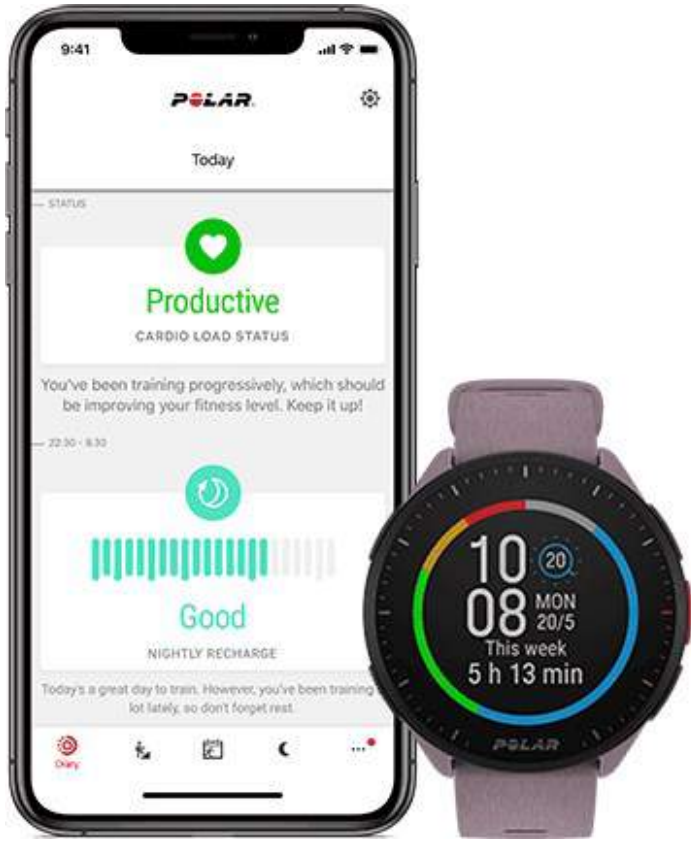 9:41
POLAR
Today
STATUS
Productive
CARDIO LOAD STATUS
You've been training progressively, which should
be improving your fitness level. Keep it up!
22:30 - 6:30
Good
NIGHTLY RECHARGE
Today's a great day to train. However, you've been training
lot lately, so don't forget rest.
Diary
10
20
08
MON
20/5
This week
5 h 13 min
POLAR